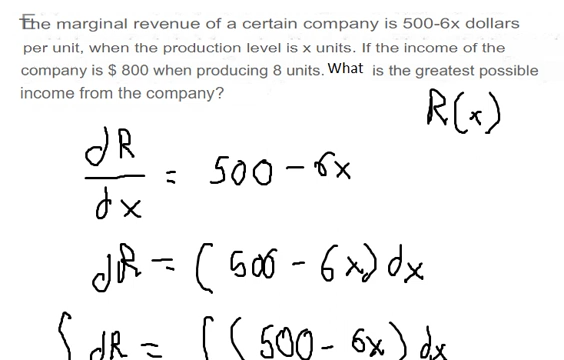 The marginal revenue of a certain company is 500-6x dollars
per unit, when the production level is x units. If the income of the
company is $ 800 when producing 8 units. What is the greatest possible
income from the company?
R(x)
dR/dx = 500 - 6x
dR = (500 - 6x) dx
∫ dR = ∫ (500 - 6x) dx